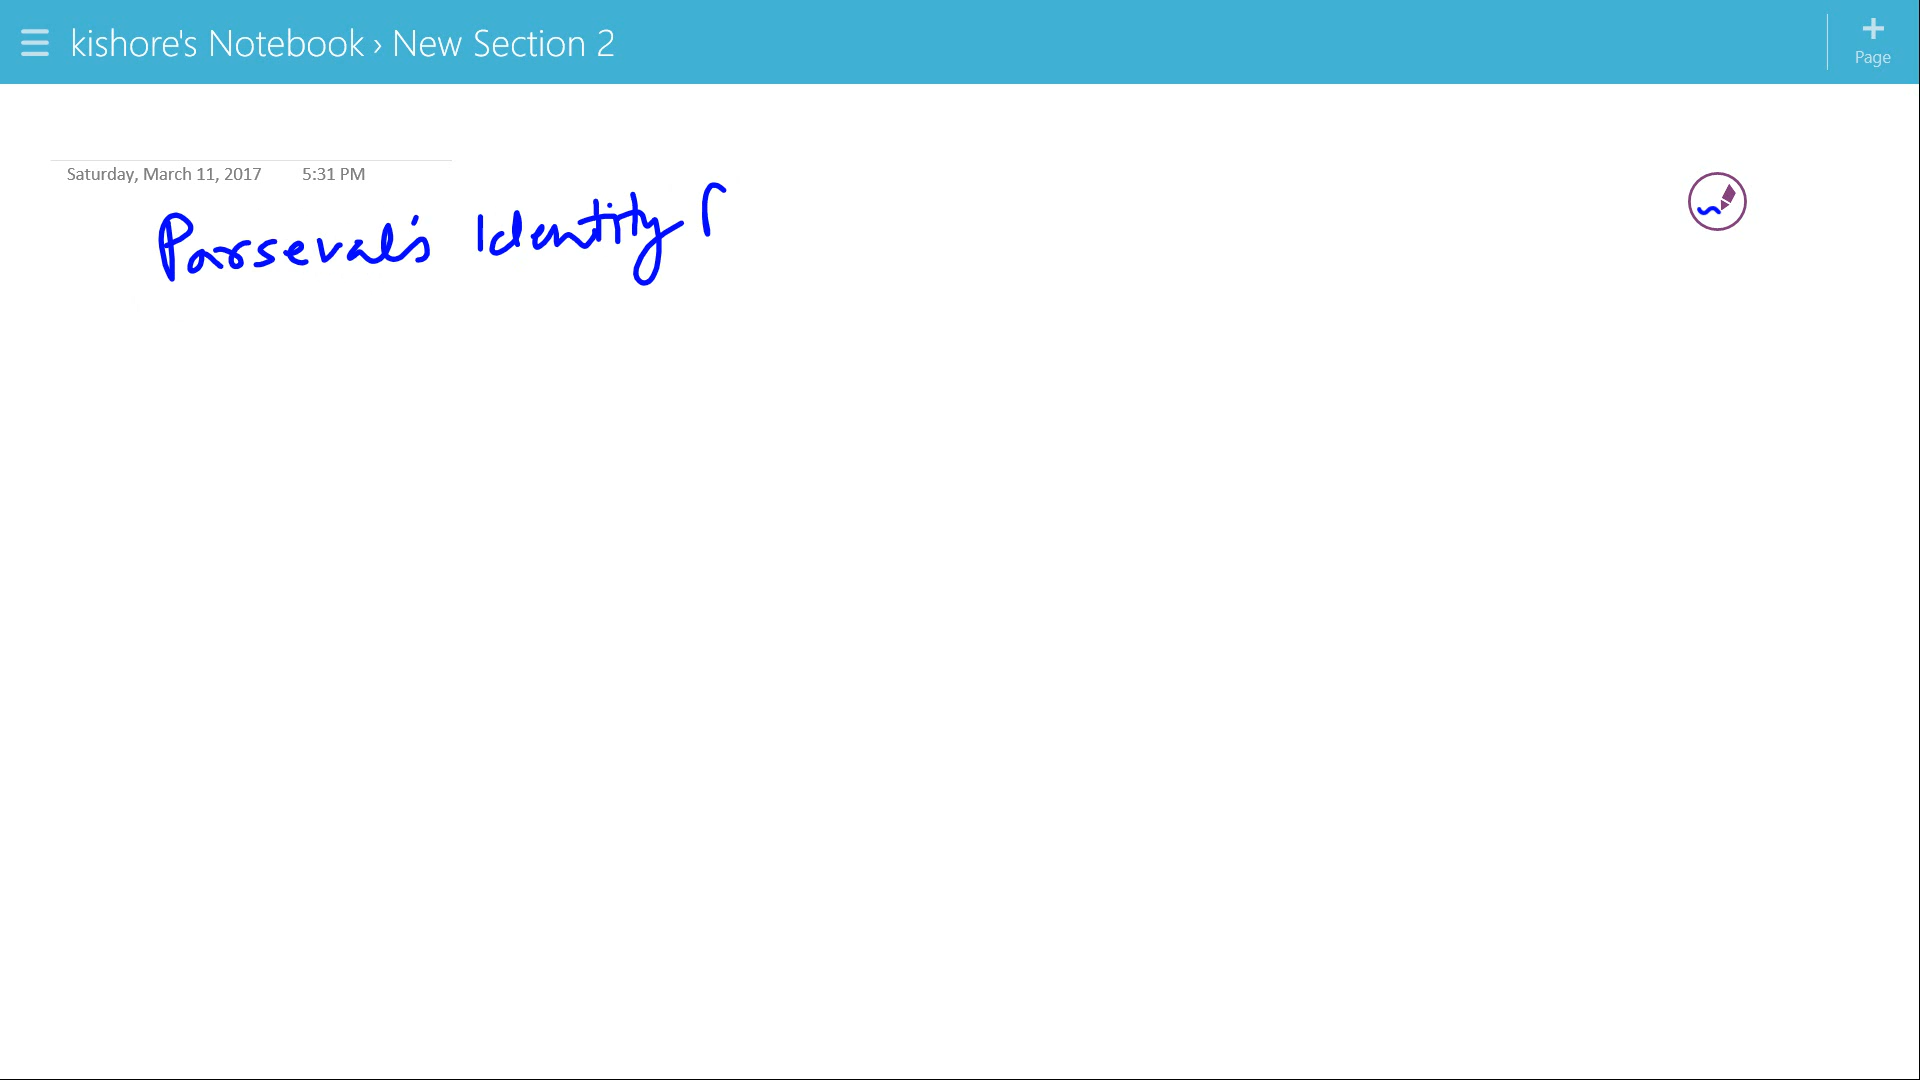 kishore's Notebook › New Section 2
Page
Saturday, March 11, 2017 5:31 PM
Parseval's Identity